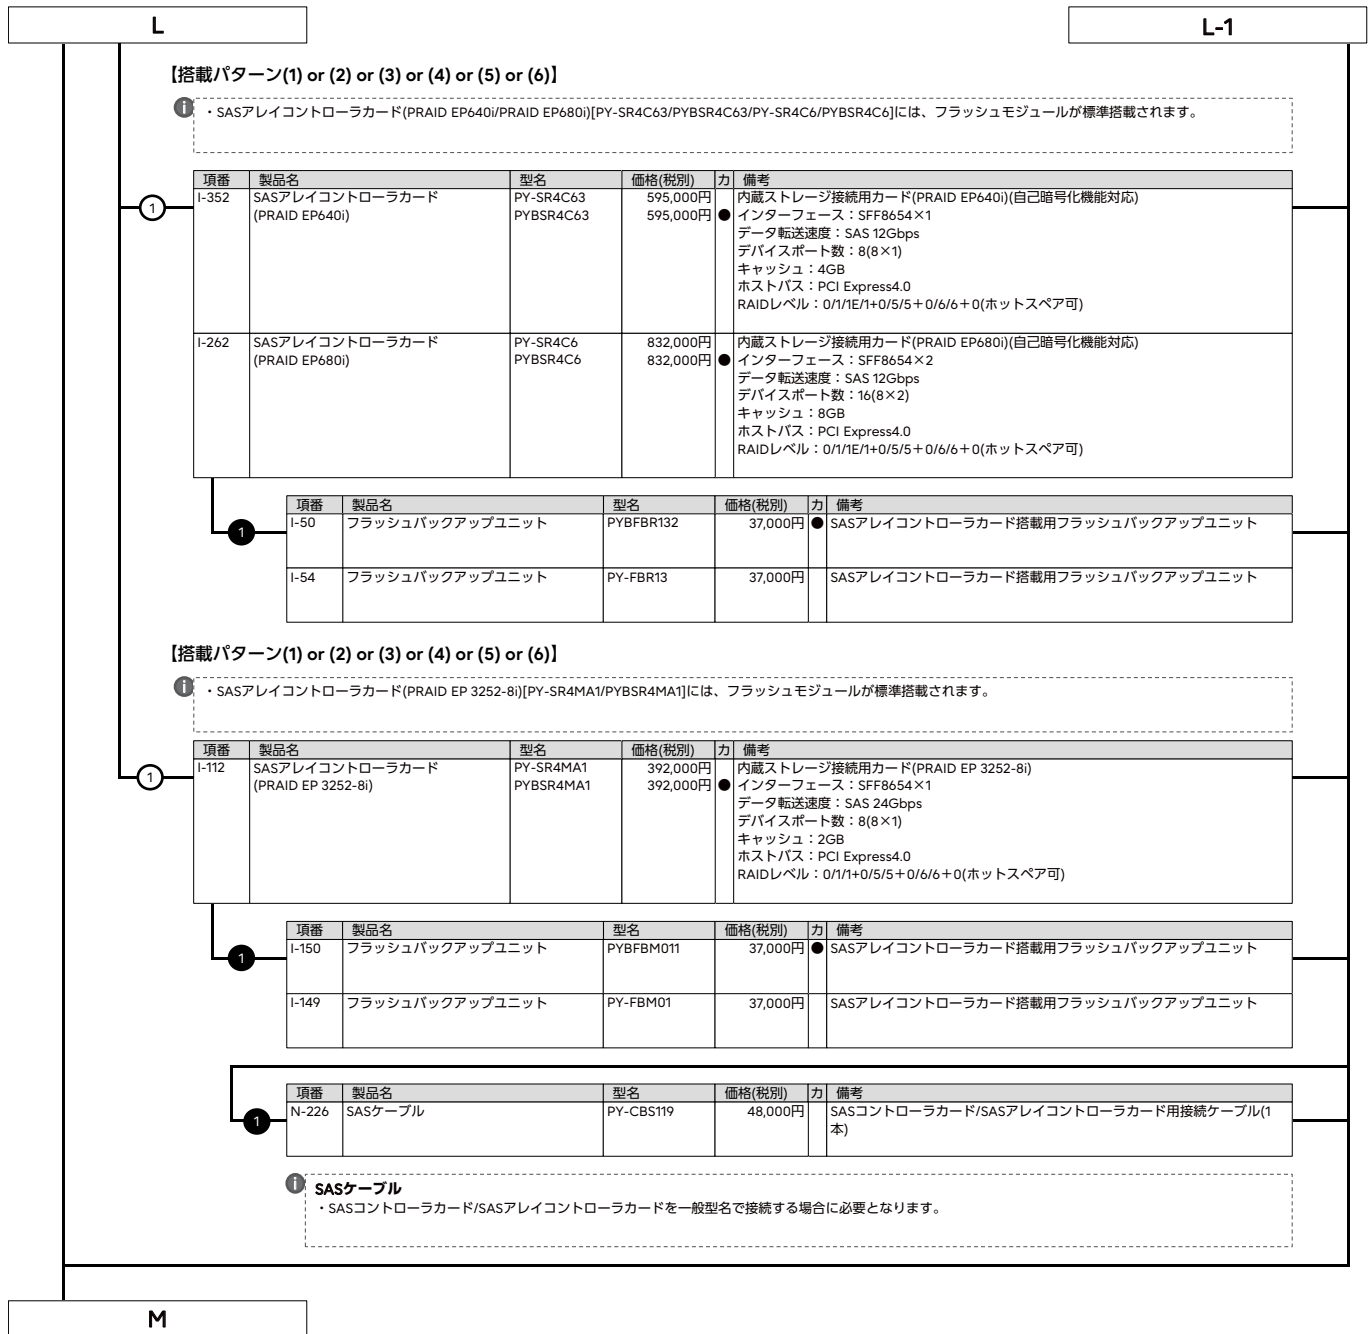 L
L-1
【搭載パターン(1) or (2) or (3) or (4) or (5) or (6)】
・SASアレイコントローラカード(PRAID EP640i/PRAID EP680i)[PY-SR4C63/PYBSR4C63/PY-SR4C6/PYBSR4C6]には、フラッシュモジュールが標準搭載されます。
項番 製品名 型名 価格(税別) カ 備考
1
I-352 SASアレイコントローラカード PY-SR4C63 595,000円 内蔵ストレージ接続用カード(PRAID EP640i)(自己暗号化機能対応)
(PRAID EP640i) PYBSR4C63 595,000円 ● インターフェース：SFF8654×1
データ転送速度：SAS 12Gbps
デバイスポート数：8(8×1)
キャッシュ：4GB
ホストバス：PCI Express4.0
RAIDレベル：0/1/1E/1+0/5/5＋0/6/6＋0(ホットスペア可)
I-262 SASアレイコントローラカード PY-SR4C6 832,000円 内蔵ストレージ接続用カード(PRAID EP680i)(自己暗号化機能対応)
(PRAID EP680i) PYBSR4C6 832,000円 ● インターフェース：SFF8654×2
データ転送速度：SAS 12Gbps
デバイスポート数：16(8×2)
キャッシュ：8GB
ホストバス：PCI Express4.0
RAIDレベル：0/1/1E/1+0/5/5＋0/6/6＋0(ホットスペア可)
項番 製品名 型名 価格(税別) カ 備考
1
I-50 フラッシュバックアップユニット PYBFBR132 37,000円 ● SASアレイコントローラカード搭載用フラッシュバックアップユニット
I-54 フラッシュバックアップユニット PY-FBR13 37,000円 SASアレイコントローラカード搭載用フラッシュバックアップユニット
【搭載パターン(1) or (2) or (3) or (4) or (5) or (6)】
・SASアレイコントローラカード(PRAID EP 3252-8i)[PY-SR4MA1/PYBSR4MA1]には、フラッシュモジュールが標準搭載されます。
項番 製品名 型名 価格(税別) カ 備考
1
I-112 SASアレイコントローラカード PY-SR4MA1 392,000円 内蔵ストレージ接続用カード(PRAID EP 3252-8i)
(PRAID EP 3252-8i) PYBSR4MA1 392,000円 ● インターフェース：SFF8654×1
データ転送速度：SAS 24Gbps
デバイスポート数：8(8×1)
キャッシュ：2GB
ホストバス：PCI Express4.0
RAIDレベル：0/1/1+0/5/5＋0/6/6＋0(ホットスペア可)
項番 製品名 型名 価格(税別) カ 備考
1
I-150 フラッシュバックアップユニット PYBFBM011 37,000円 ● SASアレイコントローラカード搭載用フラッシュバックアップユニット
I-149 フラッシュバックアップユニット PY-FBM01 37,000円 SASアレイコントローラカード搭載用フラッシュバックアップユニット
項番 製品名 型名 価格(税別) カ 備考
1
N-226 SASケーブル PY-CBS119 48,000円 SASコントローラカード/SASアレイコントローラカード用接続ケーブル(1
本)
SASケーブル
・SASコントローラカード/SASアレイコントローラカードを一般型名で接続する場合に必要となります。
M